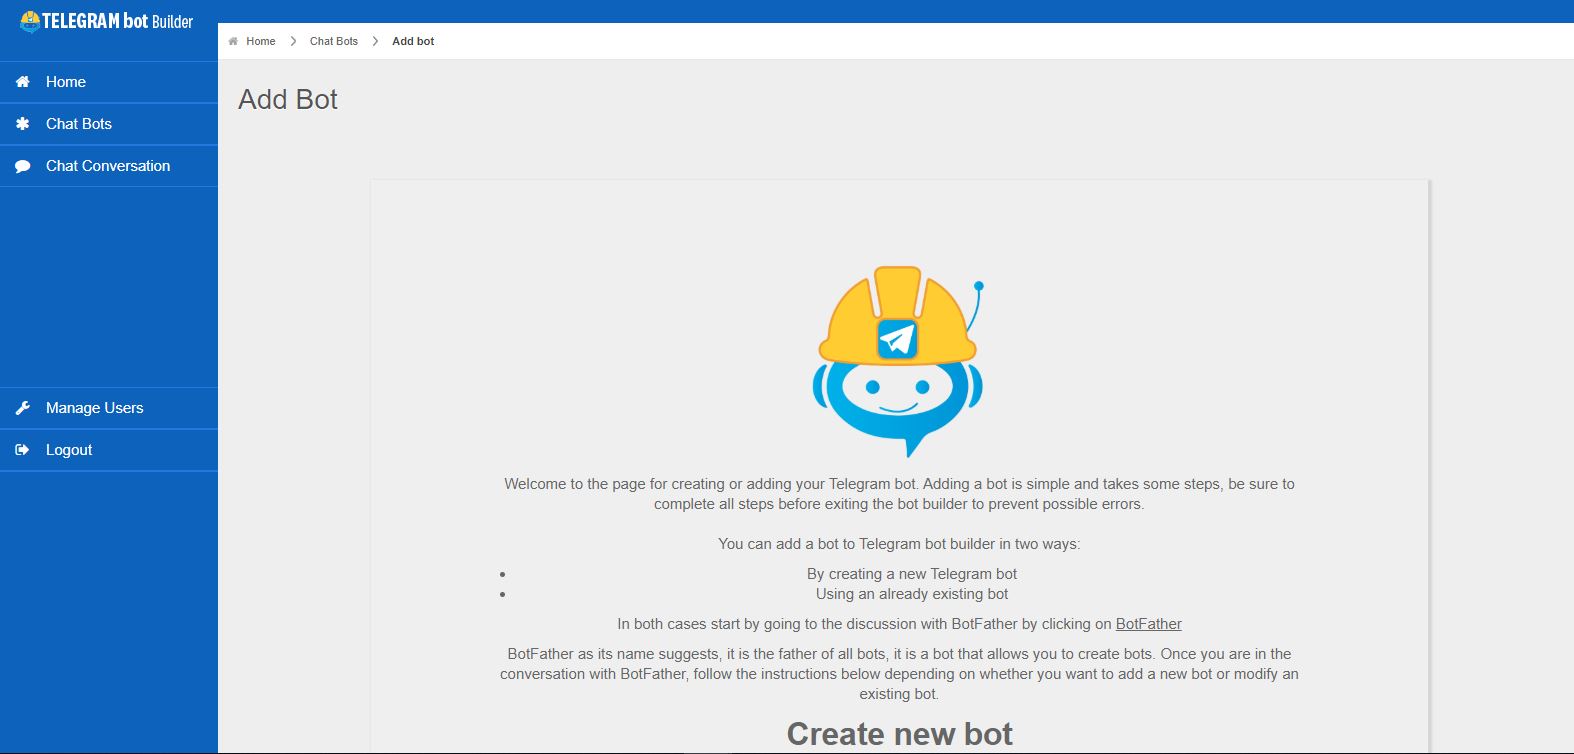 TELEGRAM bot Builder
Home
Chat Bots
Add bot
Home
Chat Bots
Chat Conversation
Manage Users
Logout
Add Bot
Welcome to the page for creating or adding your Telegram bot. Adding a bot is simple and takes some steps, be sure to
complete all steps before exiting the bot builder to prevent possible errors.
You can add a bot to Telegram bot builder in two ways:
By creating a new Telegram bot
Using an already existing bot
In both cases start by going to the discussion with BotFather by clicking on BotFather
BotFather as its name suggests, it is the father of all bots, it is a bot that allows you to create bots. Once you are in the
conversation with BotFather, follow the instructions below depending on whether you want to add a new bot or modify an
existing bot.
Create new bot